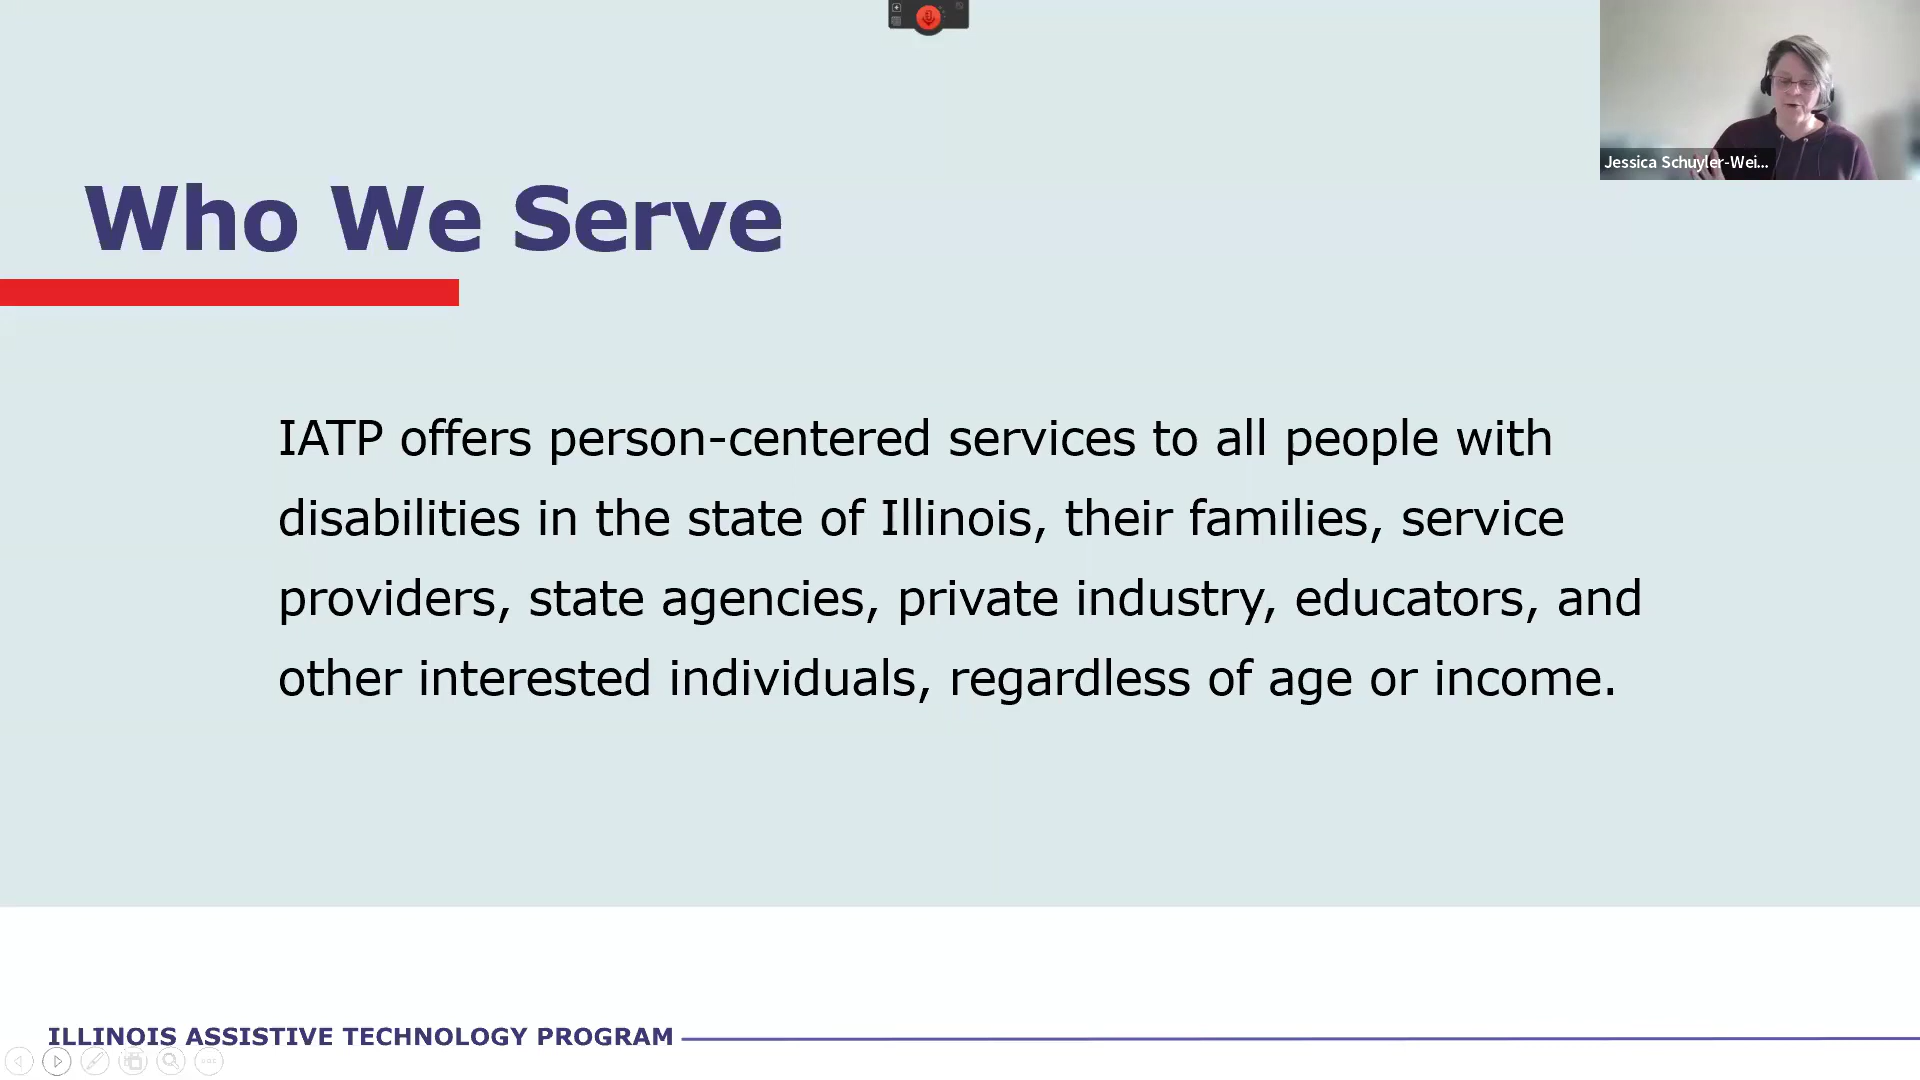 Jessica Schuyler-Wei...
Who We Serve
IATP offers person-centered services to all people with
disabilities in the state of Illinois, their families, service
providers, state agencies, private industry, educators, and
other interested individuals, regardless of age or income.
ILLINOIS ASSISTIVE TECHNOLOGY PROGRAM